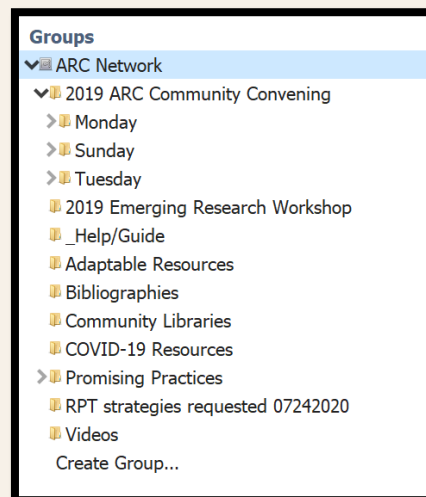 Groups
ARC Network
2019 ARC Community Convening
Monday
Sunday
Tuesday
2019 Emerging Research Workshop
_Help/Guide
Adaptable Resources
Bibliographies
Community Libraries
COVID-19 Resources
Promising Practices
RPT strategies requested 07242020
Videos
Create Group...